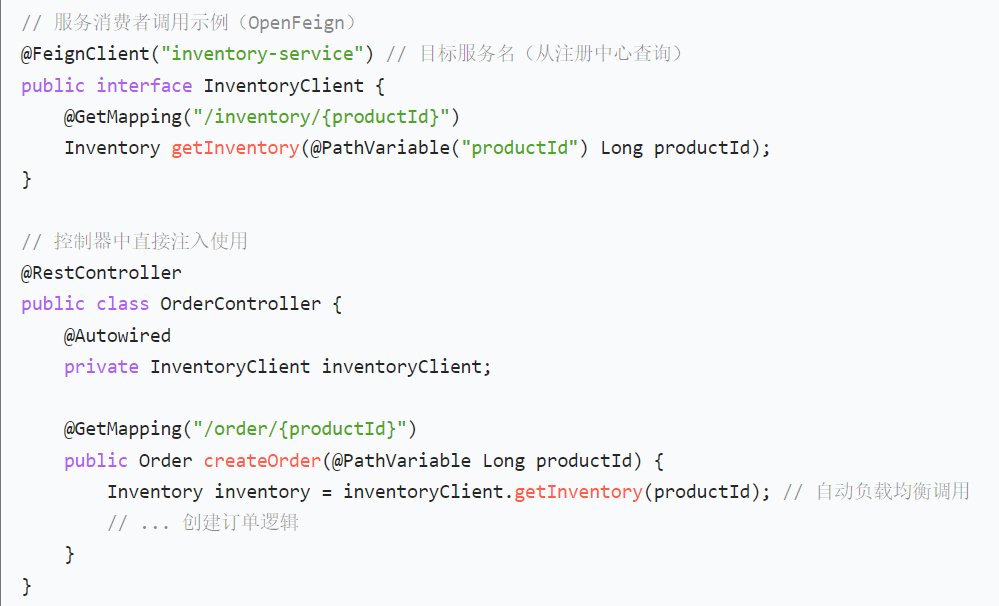 // 服务消费者调用示例（OpenFeign）
@FeignClient("inventory-service") // 目标服务名（从注册中心查询）
public interface InventoryClient {
    @GetMapping("/inventory/{productId}")
    Inventory getInventory(@PathVariable("productId") Long productId);
}

// 控制器中直接注入使用
@RestController
public class OrderController {
    @Autowired
    private InventoryClient inventoryClient;

    @GetMapping("/order/{productId}")
    public Order createOrder(@PathVariable Long productId) {
        Inventory inventory = inventoryClient.getInventory(productId); // 自动负载均衡调用
        // ... 创建订单逻辑
    }
}